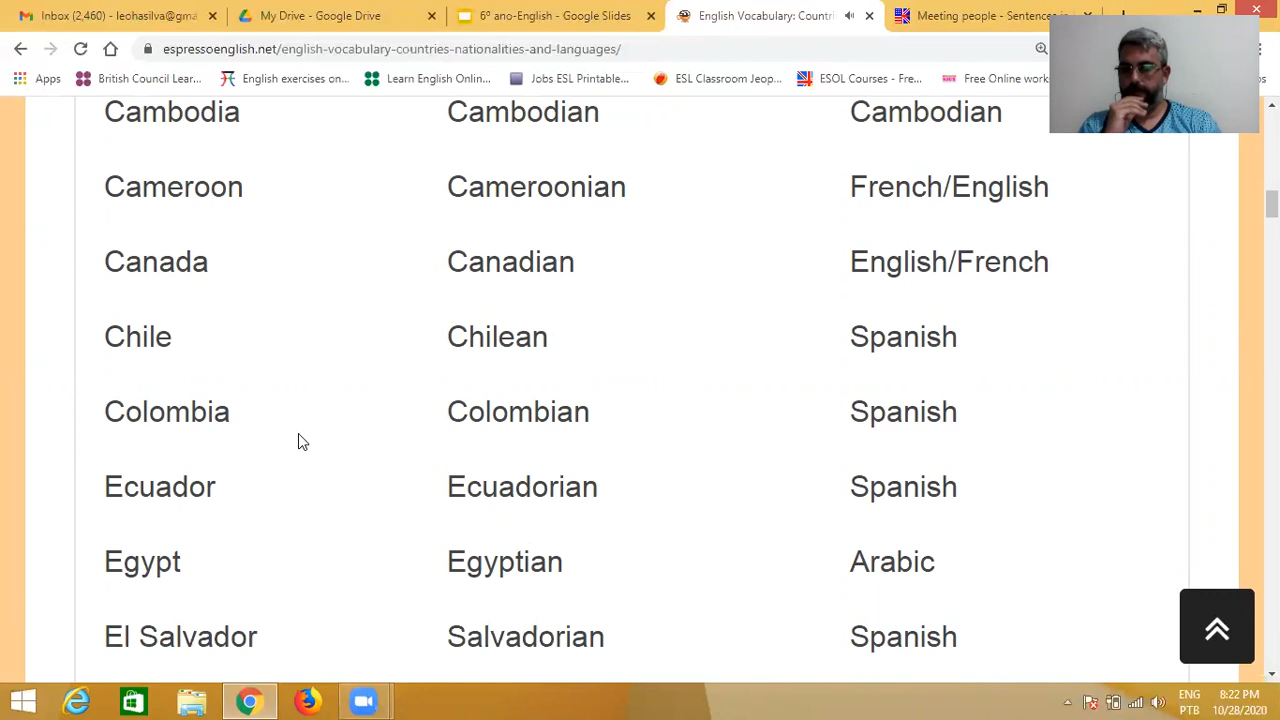 Inbox (2,460) - leohasilva@gma
My Drive - Google Drive
6º ano-English - Google Slides
English Vocabulary: Countri
Meeting people - Sentences i
espressoenglish.net/english-vocabulary-countries-nationalities-and-languages/
Apps
British Council Lear...
English exercises on...
Learn English Onlin...
Jobs ESL Printable...
ESL Classroom Jeop...
ESOL Courses - Fre...
Free Online works
Cambodia Cambodian Cambodian
Cameroon Cameroonian French/English
Canada Canadian English/French
Chile Chilean Spanish
Colombia Colombian Spanish
Ecuador Ecuadorian Spanish
Egypt Egyptian Arabic
El Salvador Salvadorian Spanish
ENG 8:22 PM
PTB 10/28/2020